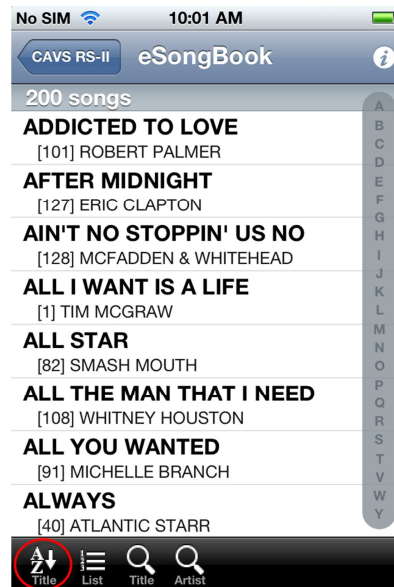 No SIM 10:01 AM
CAVS RS-II eSongBook i
200 songs
ADDICTED TO LOVE
[101] ROBERT PALMER
AFTER MIDNIGHT
[127] ERIC CLAPTON
AIN'T NO STOPPIN' US NO
[128] MCFADDEN & WHITEHEAD
ALL I WANT IS A LIFE
[1] TIM MCGRAW
ALL STAR
[82] SMASH MOUTH
ALL THE MAN THAT I NEED
[108] WHITNEY HOUSTON
ALL YOU WANTED
[91] MICHELLE BRANCH
ALWAYS
[40] ATLANTIC STARR
A
B
C
D
E
F
G
H
I
J
K
L
M
N
O
P
Q
R
S
T
V
W
Y
A
Z
Title List Title Artist